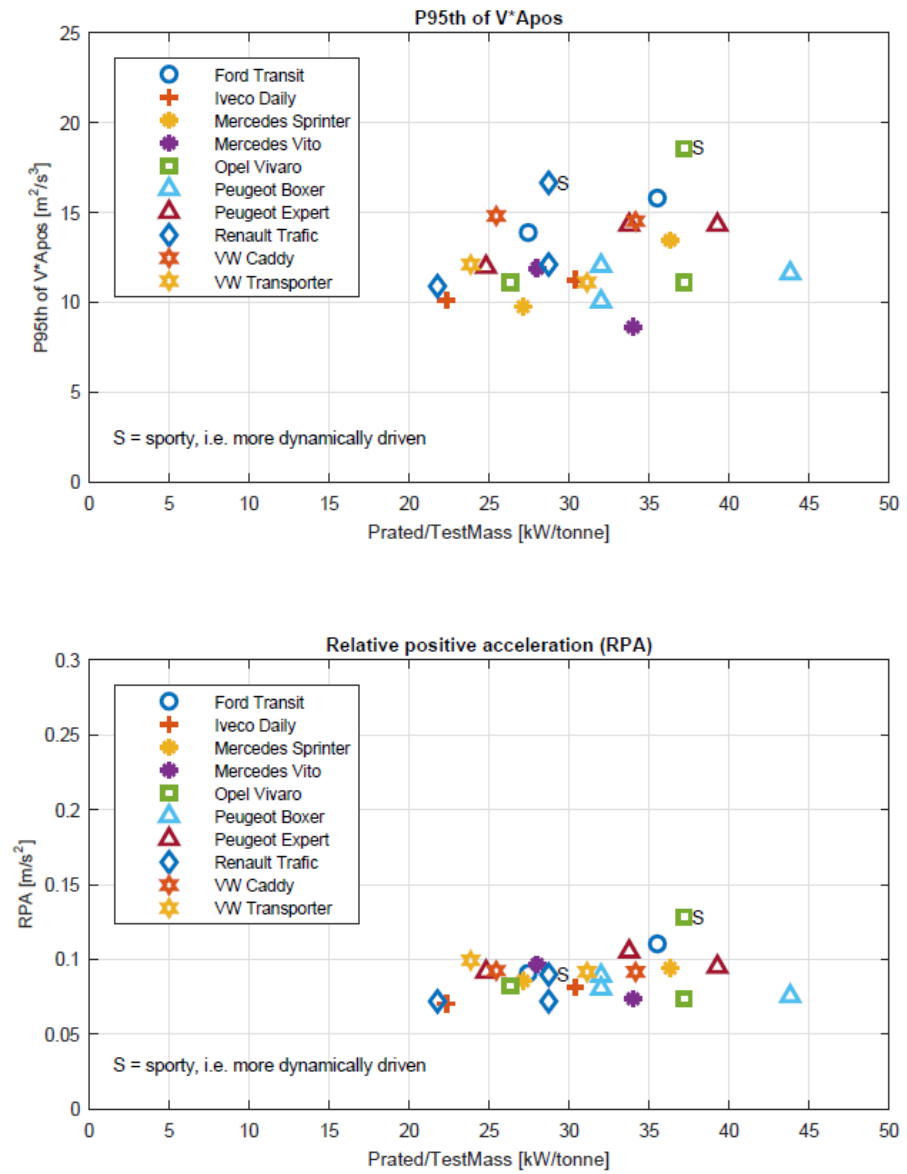 P95th of V*Apos
25
20
15
10
5
0
P95th of V*Apos [m²/s³]
Ford Transit
Iveco Daily
Mercedes Sprinter
Mercedes Vito
Opel Vivaro
Peugeot Boxer
Peugeot Expert
Renault Trafic
VW Caddy
VW Transporter
S
S
S = sporty, i.e. more dynamically driven
0 5 10 15 20 25 30 35 40 45 50
Prated/TestMass [kW/tonne]
Relative positive acceleration (RPA)
0.3
0.25
0.2
0.15
0.1
0.05
0
RPA [m/s²]
Ford Transit
Iveco Daily
Mercedes Sprinter
Mercedes Vito
Opel Vivaro
Peugeot Boxer
Peugeot Expert
Renault Trafic
VW Caddy
VW Transporter
S
S
S = sporty, i.e. more dynamically driven
0 5 10 15 20 25 30 35 40 45 50
Prated/TestMass [kW/tonne]